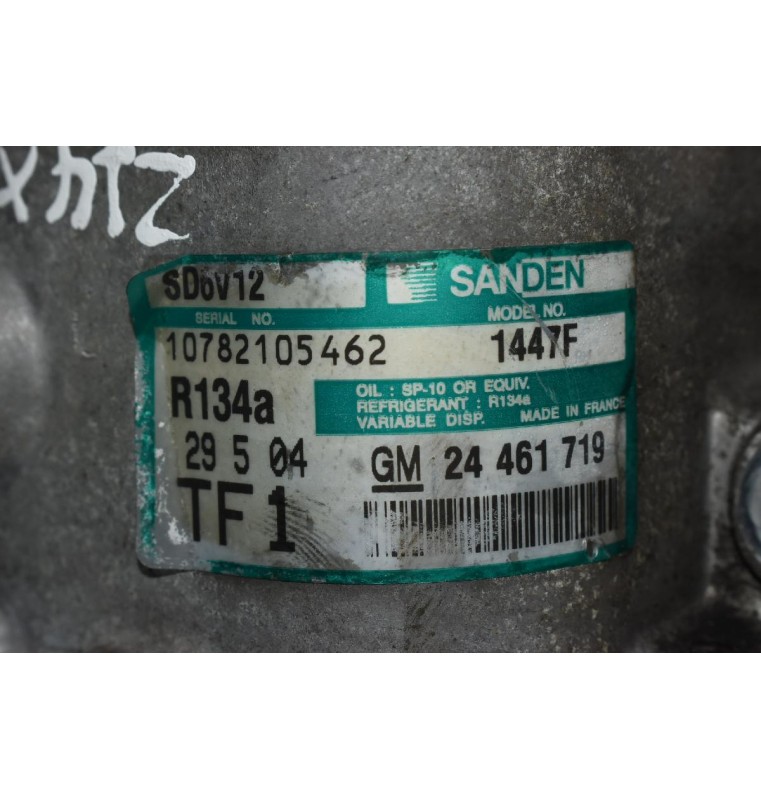 SD6V12 SANDEN
SERIAL NO. MODEL NO.
10782105462 1447F
R134a
OIL : SP-10 OR EQUIV.
REFRIGERANT : R134a
VARIABLE DISP. MADE IN FRANCE
29 5 04 GM 24 461 719
TF1